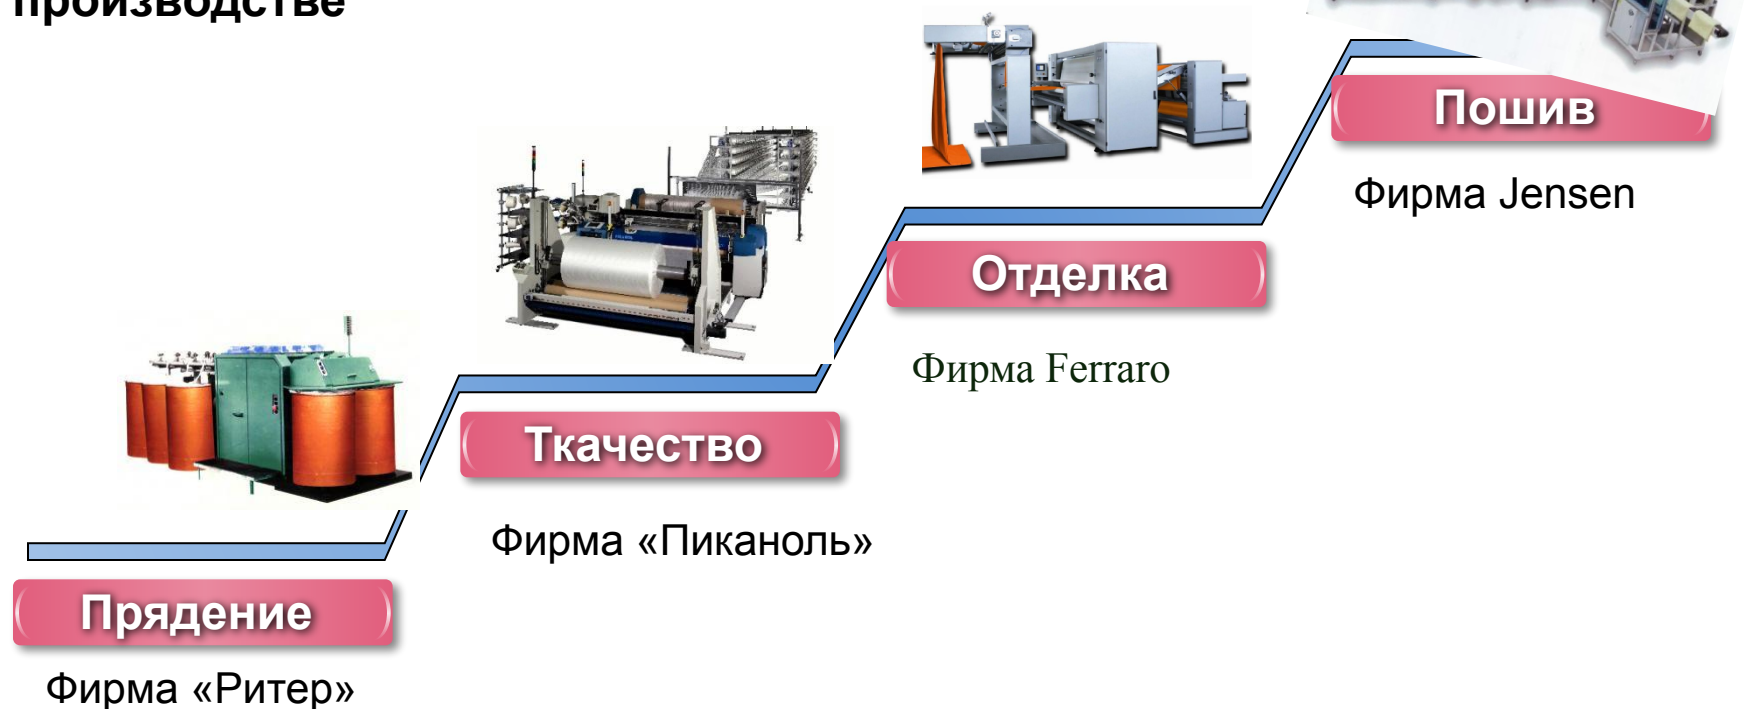 производстве
Пошив
Фирма Jensen
Отделка
Фирма Ferraro
Ткачество
Фирма «Пиканоль»
Прядение
Фирма «Ритер»